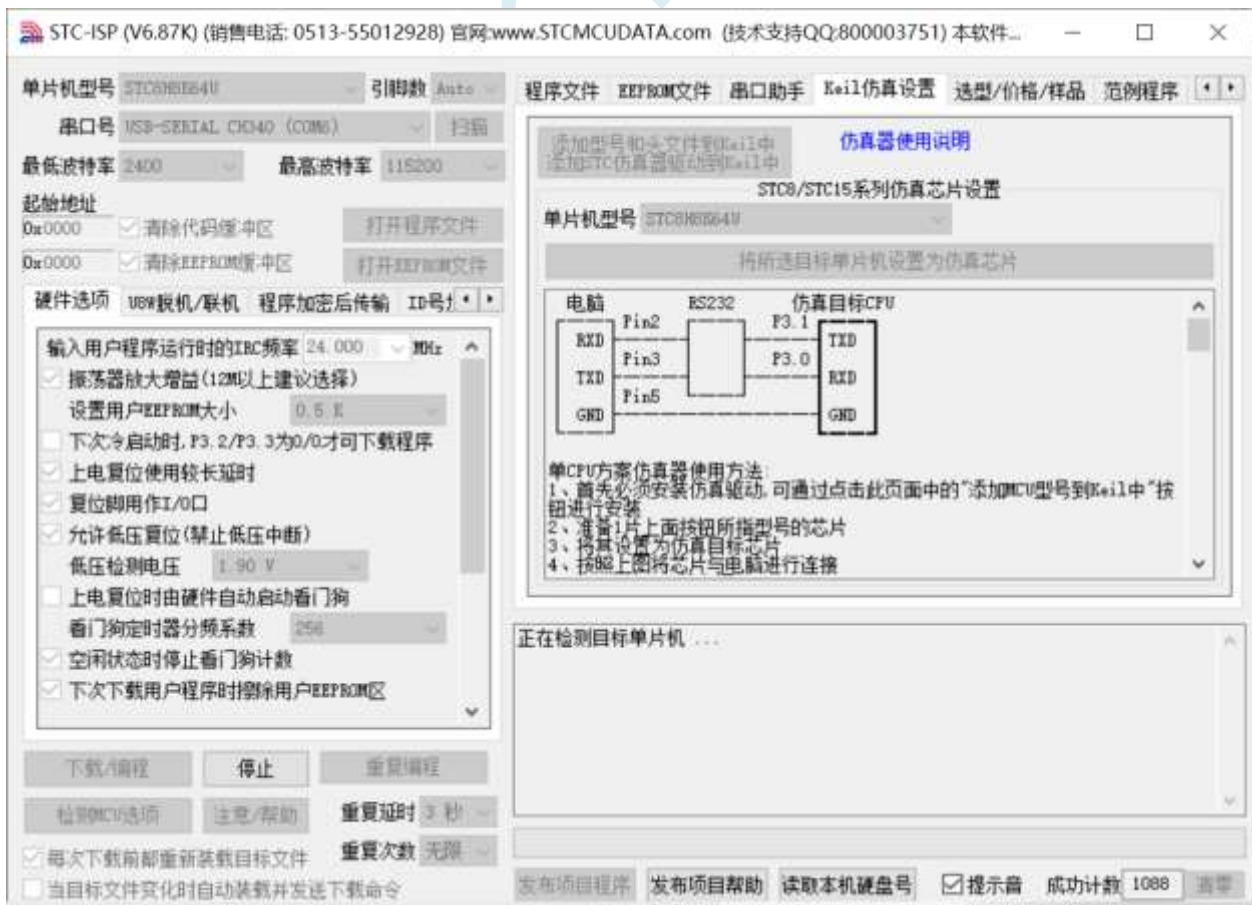 STC-ISP (V6.87K) (销售电话: 0513-55012928) 官网:www.STCMCUDATA.com (技术支持QQ:800003751) 本软件...
单片机型号 STC8H8K64U 引脚数 Auto
串口号 USB-SERIAL CH340 (COM6) 扫描
最低波特率 2400 最高波特率 115200
起始地址
0x0000 清除代码缓冲区 打开程序文件
0x0000 清除EEPROM缓冲区 打开EEPROM文件
硬件选项 U8W脱机/联机 程序加密后传输 ID号
输入用户程序运行时的IRC频率 24.000 MHz
振荡器放大增益(12M以上建议选择)
设置用户EEPROM大小 0.5 K
下次冷启动时,P3.2/P3.3为0/0才可下载程序
上电复位使用较长延时
复位脚用作I/O口
允许低压复位(禁止低压中断)
低压检测电压 1.90 V
上电复位时由硬件自动启动看门狗
看门狗定时器分频系数 256
空闲状态时停止看门狗计数
下次下载用户程序时擦除用户EEPROM区
下载/编程 停止 重复编程
检测MCU选项 注意/帮助 重复延时 3 秒
每次下载前都重新装载目标文件 重复次数 无限
当目标文件变化时自动装载并发送下载命令
程序文件 EEPROM文件 串口助手 Keil仿真设置 选型/价格/样品 范例程序
添加型号和头文件到Keil中
添加STC仿真器驱动到Keil中
仿真器使用说明
STC8/STC15系列仿真芯片设置
单片机型号 STC8H8K64U
将所选目标单片机设置为仿真芯片
电脑 RS232 仿真目标CPU
Pin2 P3.1
RXD TXD
Pin3 P3.0
TXD RXD
Pin5
GND GND
单CPU方案仿真器使用方法:
1、首先必须安装仿真驱动,可通过点击此页面中的"添加MCU型号到Keil中"按
钮进行安装
2、准备1片上面按钮所指型号的芯片
3、将其设置为仿真目标芯片
4、按照上图将芯片与电脑进行连接
正在检测目标单片机 ...
发布项目程序 发布项目帮助 读取本机硬盘号 提示音 成功计数 1088 清零